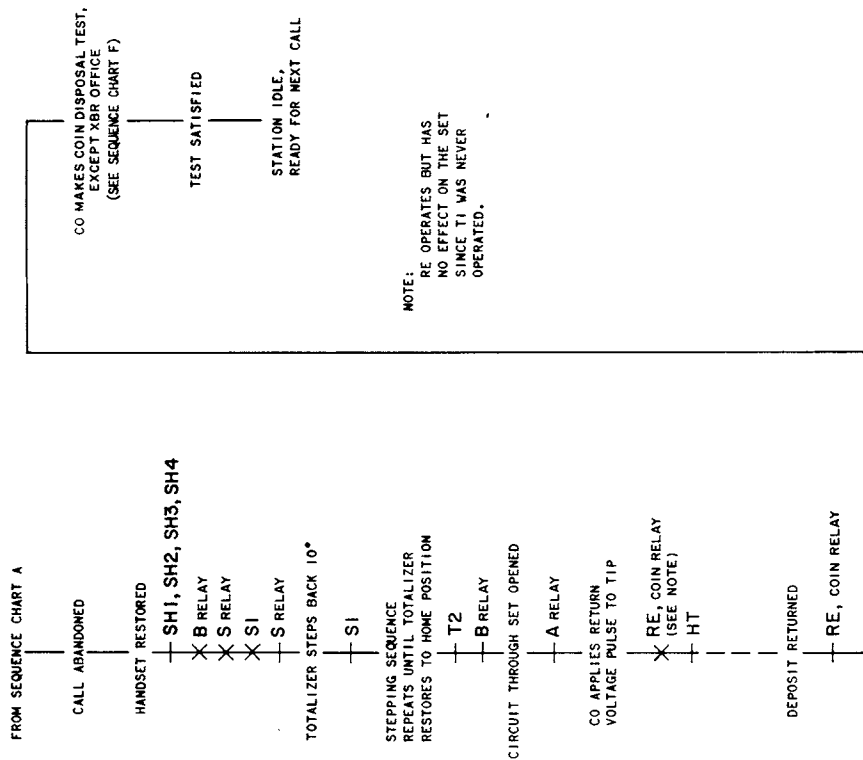 FROM SEQUENCE CHART A
CALL ABANDONED
HANDSET RESTORED
SH1, SH2, SH3, SH4
B RELAY
S RELAY
S1
S RELAY
TOTALIZER STEPS BACK 10°
S1
STEPPING SEQUENCE
REPEATS UNTIL TOTALIZER
RESTORES TO HOME POSITION
T2
B RELAY
CIRCUIT THROUGH SET OPENED
A RELAY
CO APPLIES RETURN
VOLTAGE PULSE TO TIP
RE, COIN RELAY
(SEE NOTE)
HT
DEPOSIT RETURNED
RE, COIN RELAY
CO MAKES COIN DISPOSAL TEST,
EXCEPT XBR OFFICE
(SEE SEQUENCE CHART F)
TEST SATISFIED
STATION IDLE,
READY FOR NEXT CALL
NOTE:
RE OPERATES BUT HAS
NO EFFECT ON THE SET
SINCE T1 WAS NEVER
OPERATED.